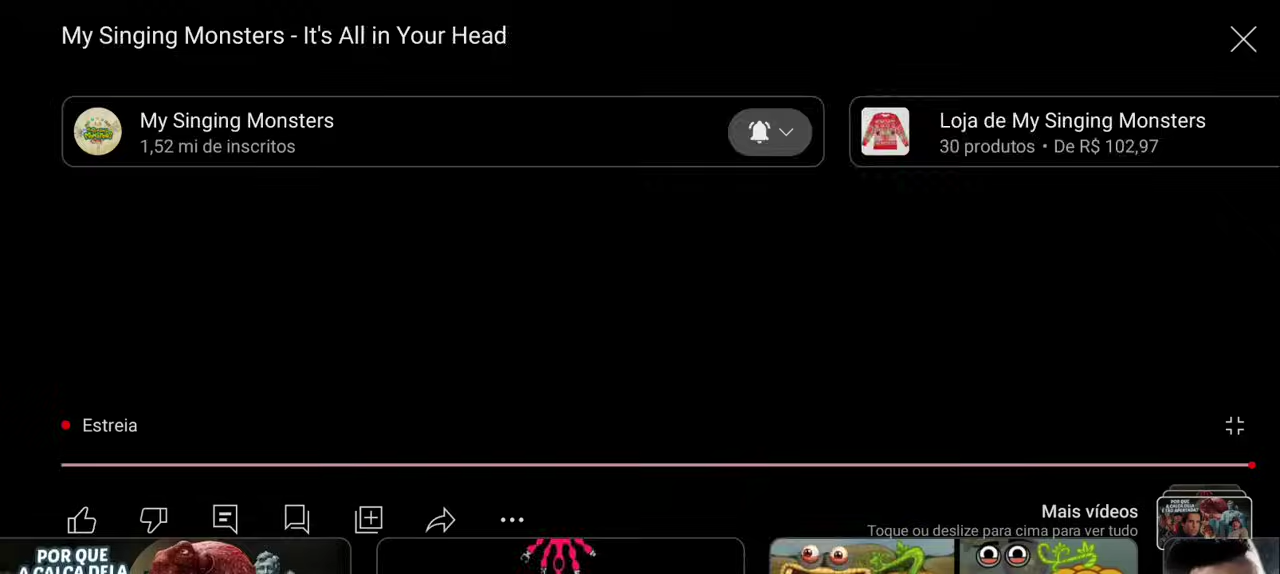 My Singing Monsters - It's All in Your Head
My Singing Monsters
1,52 mi de inscritos
Loja de My Singing Monsters
30 produtos • De R$ 102,97
Estreia
Mais vídeos
Toque ou deslize para cima para ver tudo
POR QUE
A CALÇA DELA